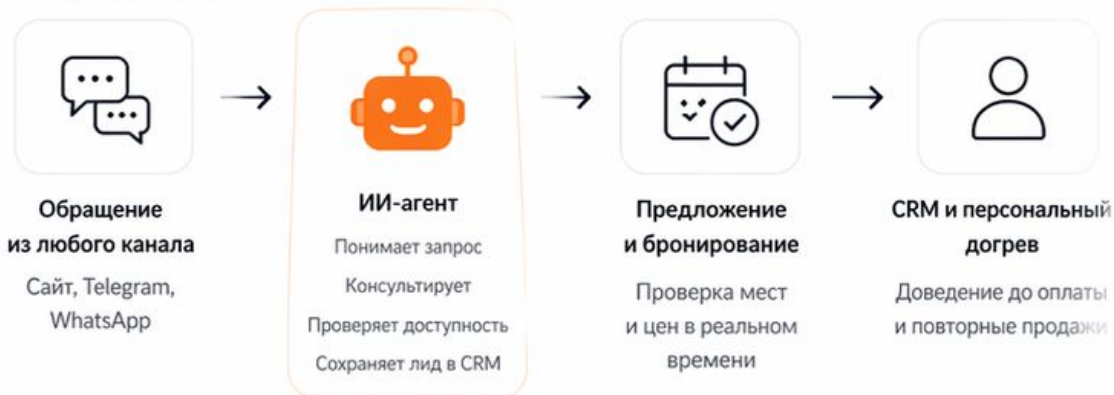 Обращение
из любого канала
Сайт, Telegram,
WhatsApp
ИИ-агент
Понимает запрос
Консультирует
Проверяет доступность
Сохраняет лид в CRM
Предложение
и бронирование
Проверка мест
и цен в реальном
времени
CRM и персональный
догрев
Доведение до оплаты
и повторные продажи